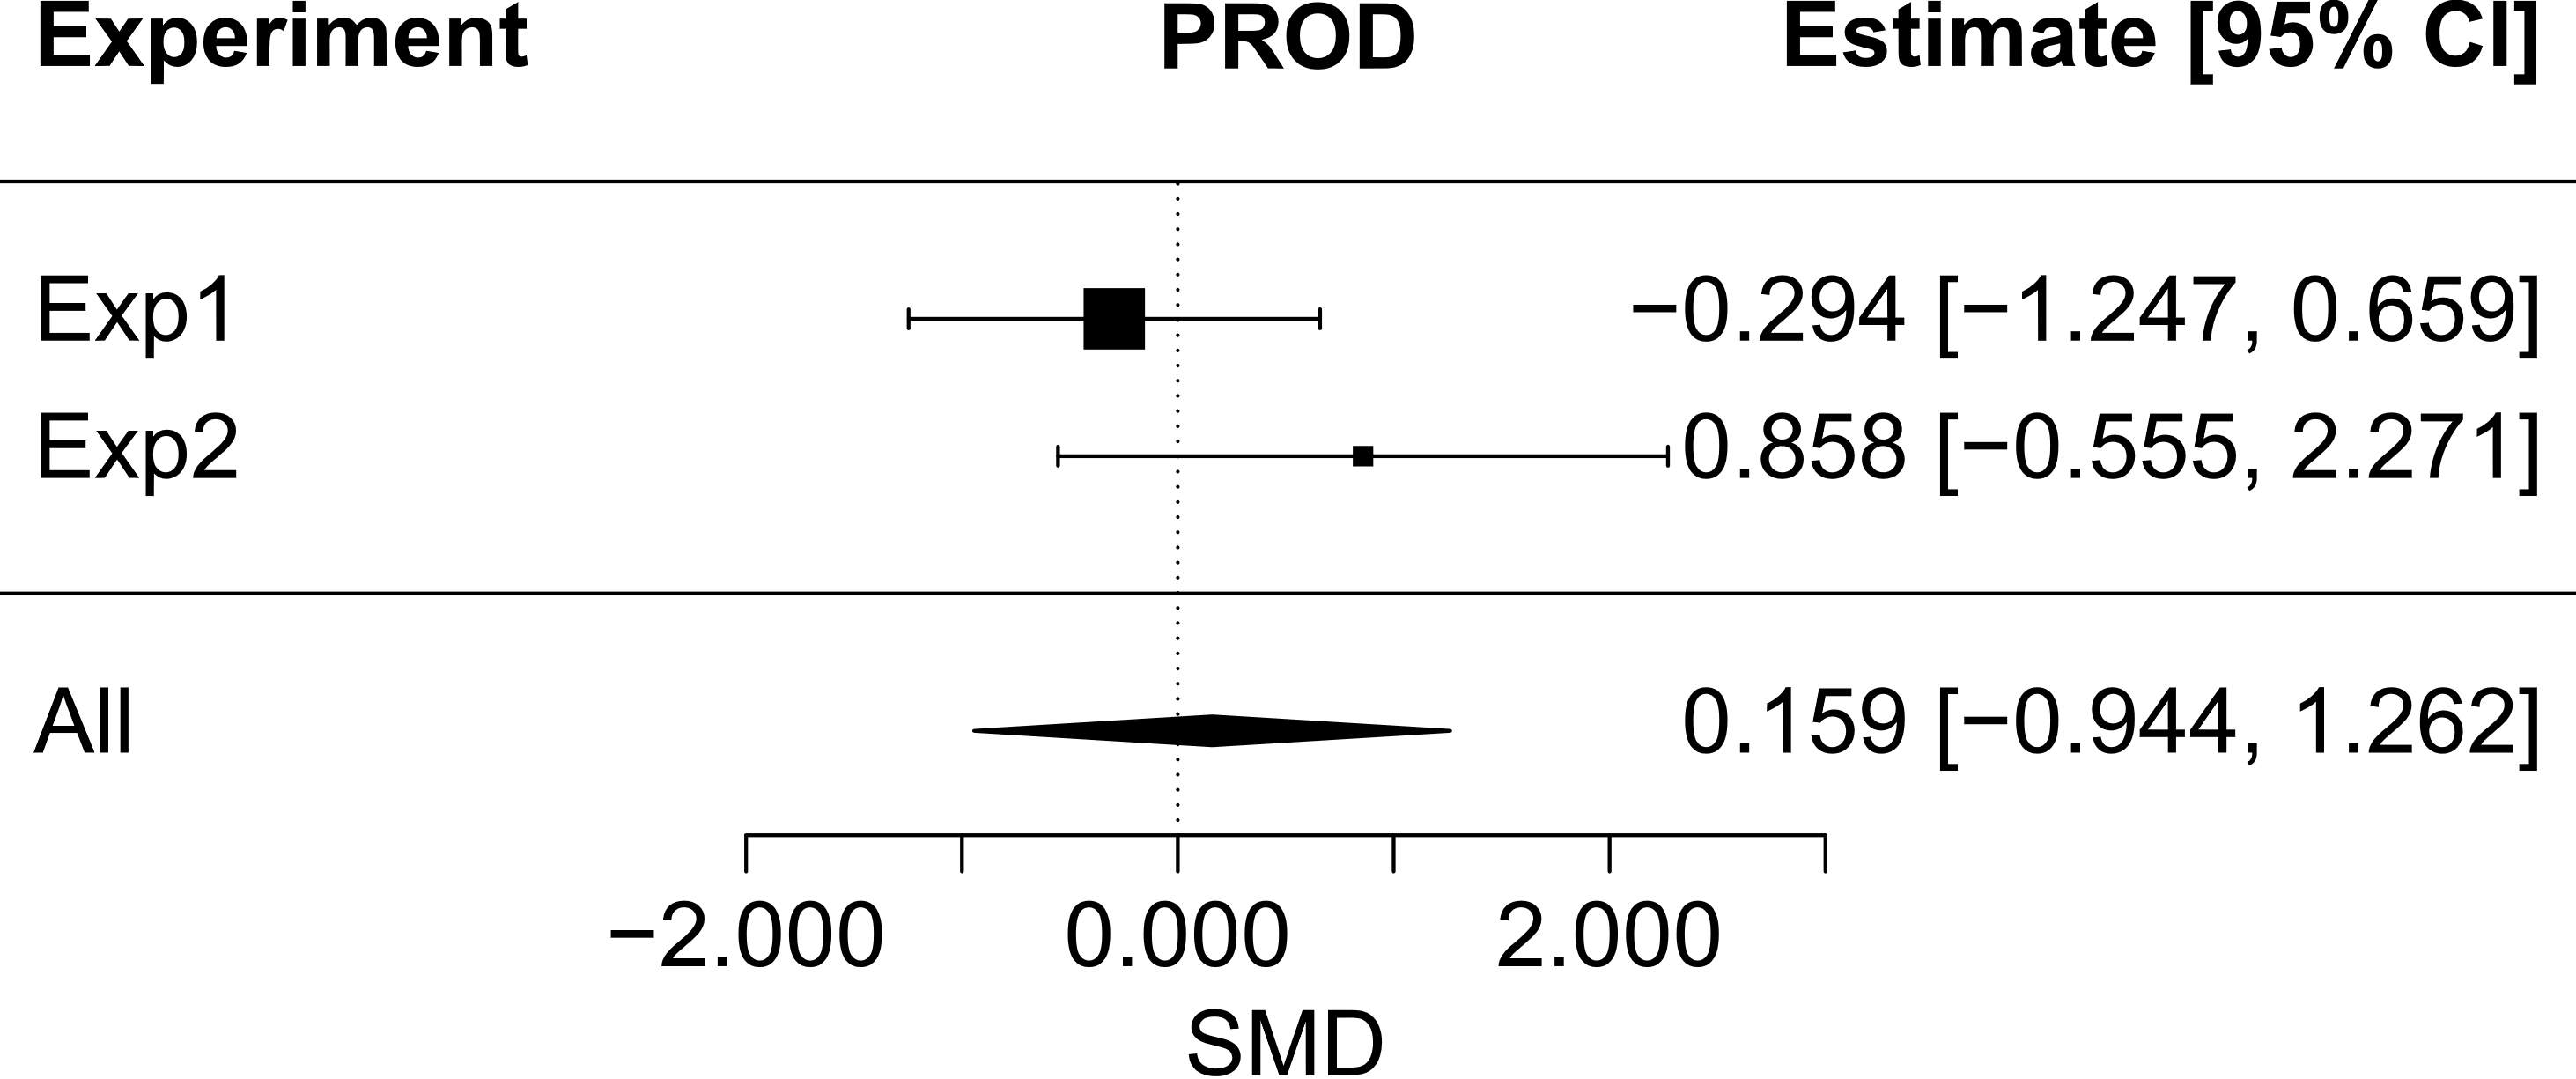 Experiment PROD Estimate [95% CI]
Exp1 −0.294 [−1.247, 0.659]
Exp2 0.858 [−0.555, 2.271]
All 0.159 [−0.944, 1.262]
−2.000 0.000 2.000
SMD